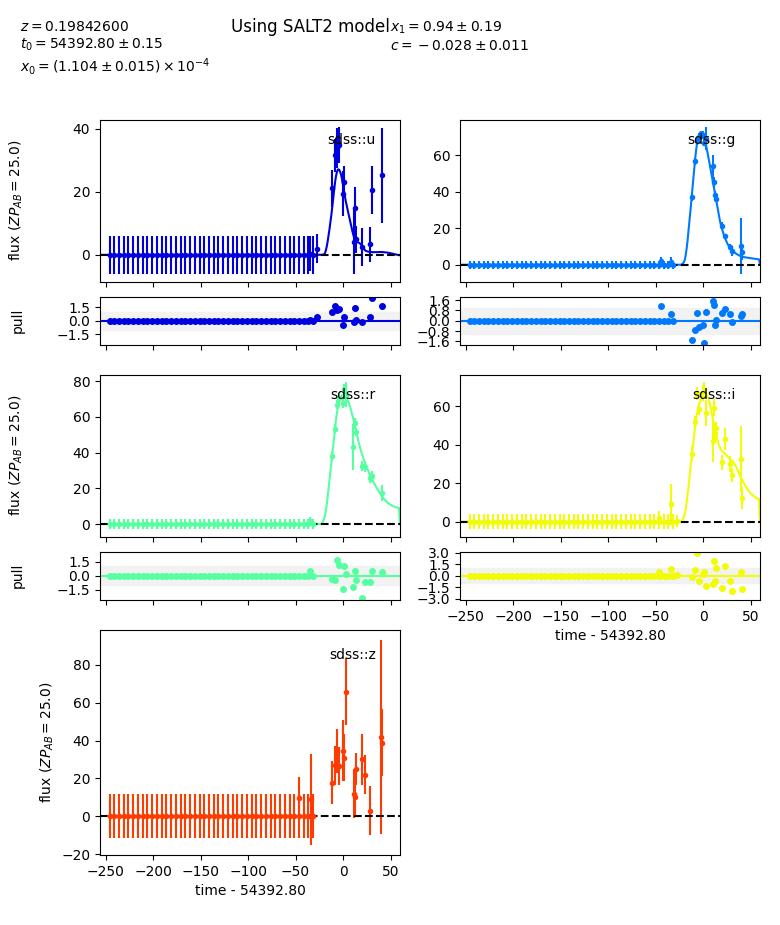 z = 0.19842600
Using SALT2 model
x₁ = 0.94 ± 0.19
t₀ = 54392.80 ± 0.15
c = −0.028 ± 0.011
x₀ = (1.104 ± 0.015) × 10⁻⁴
flux (ZP_AB = 25.0)
40
20
0
sdss::u
60
40
20
0
sdss::g
pull
1.5
0.0
−1.5
1.6
0.8
0.0
−0.8
−1.6
flux (ZP_AB = 25.0)
80
60
40
20
0
sdss::r
60
40
20
0
sdss::i
pull
1.5
0.0
−1.5
3.0
1.5
0.0
−1.5
−3.0
−250 −200 −150 −100 −50 0 50
time - 54392.80
flux (ZP_AB = 25.0)
80
60
40
20
0
−20
sdss::z
−250 −200 −150 −100 −50 0 50
time - 54392.80